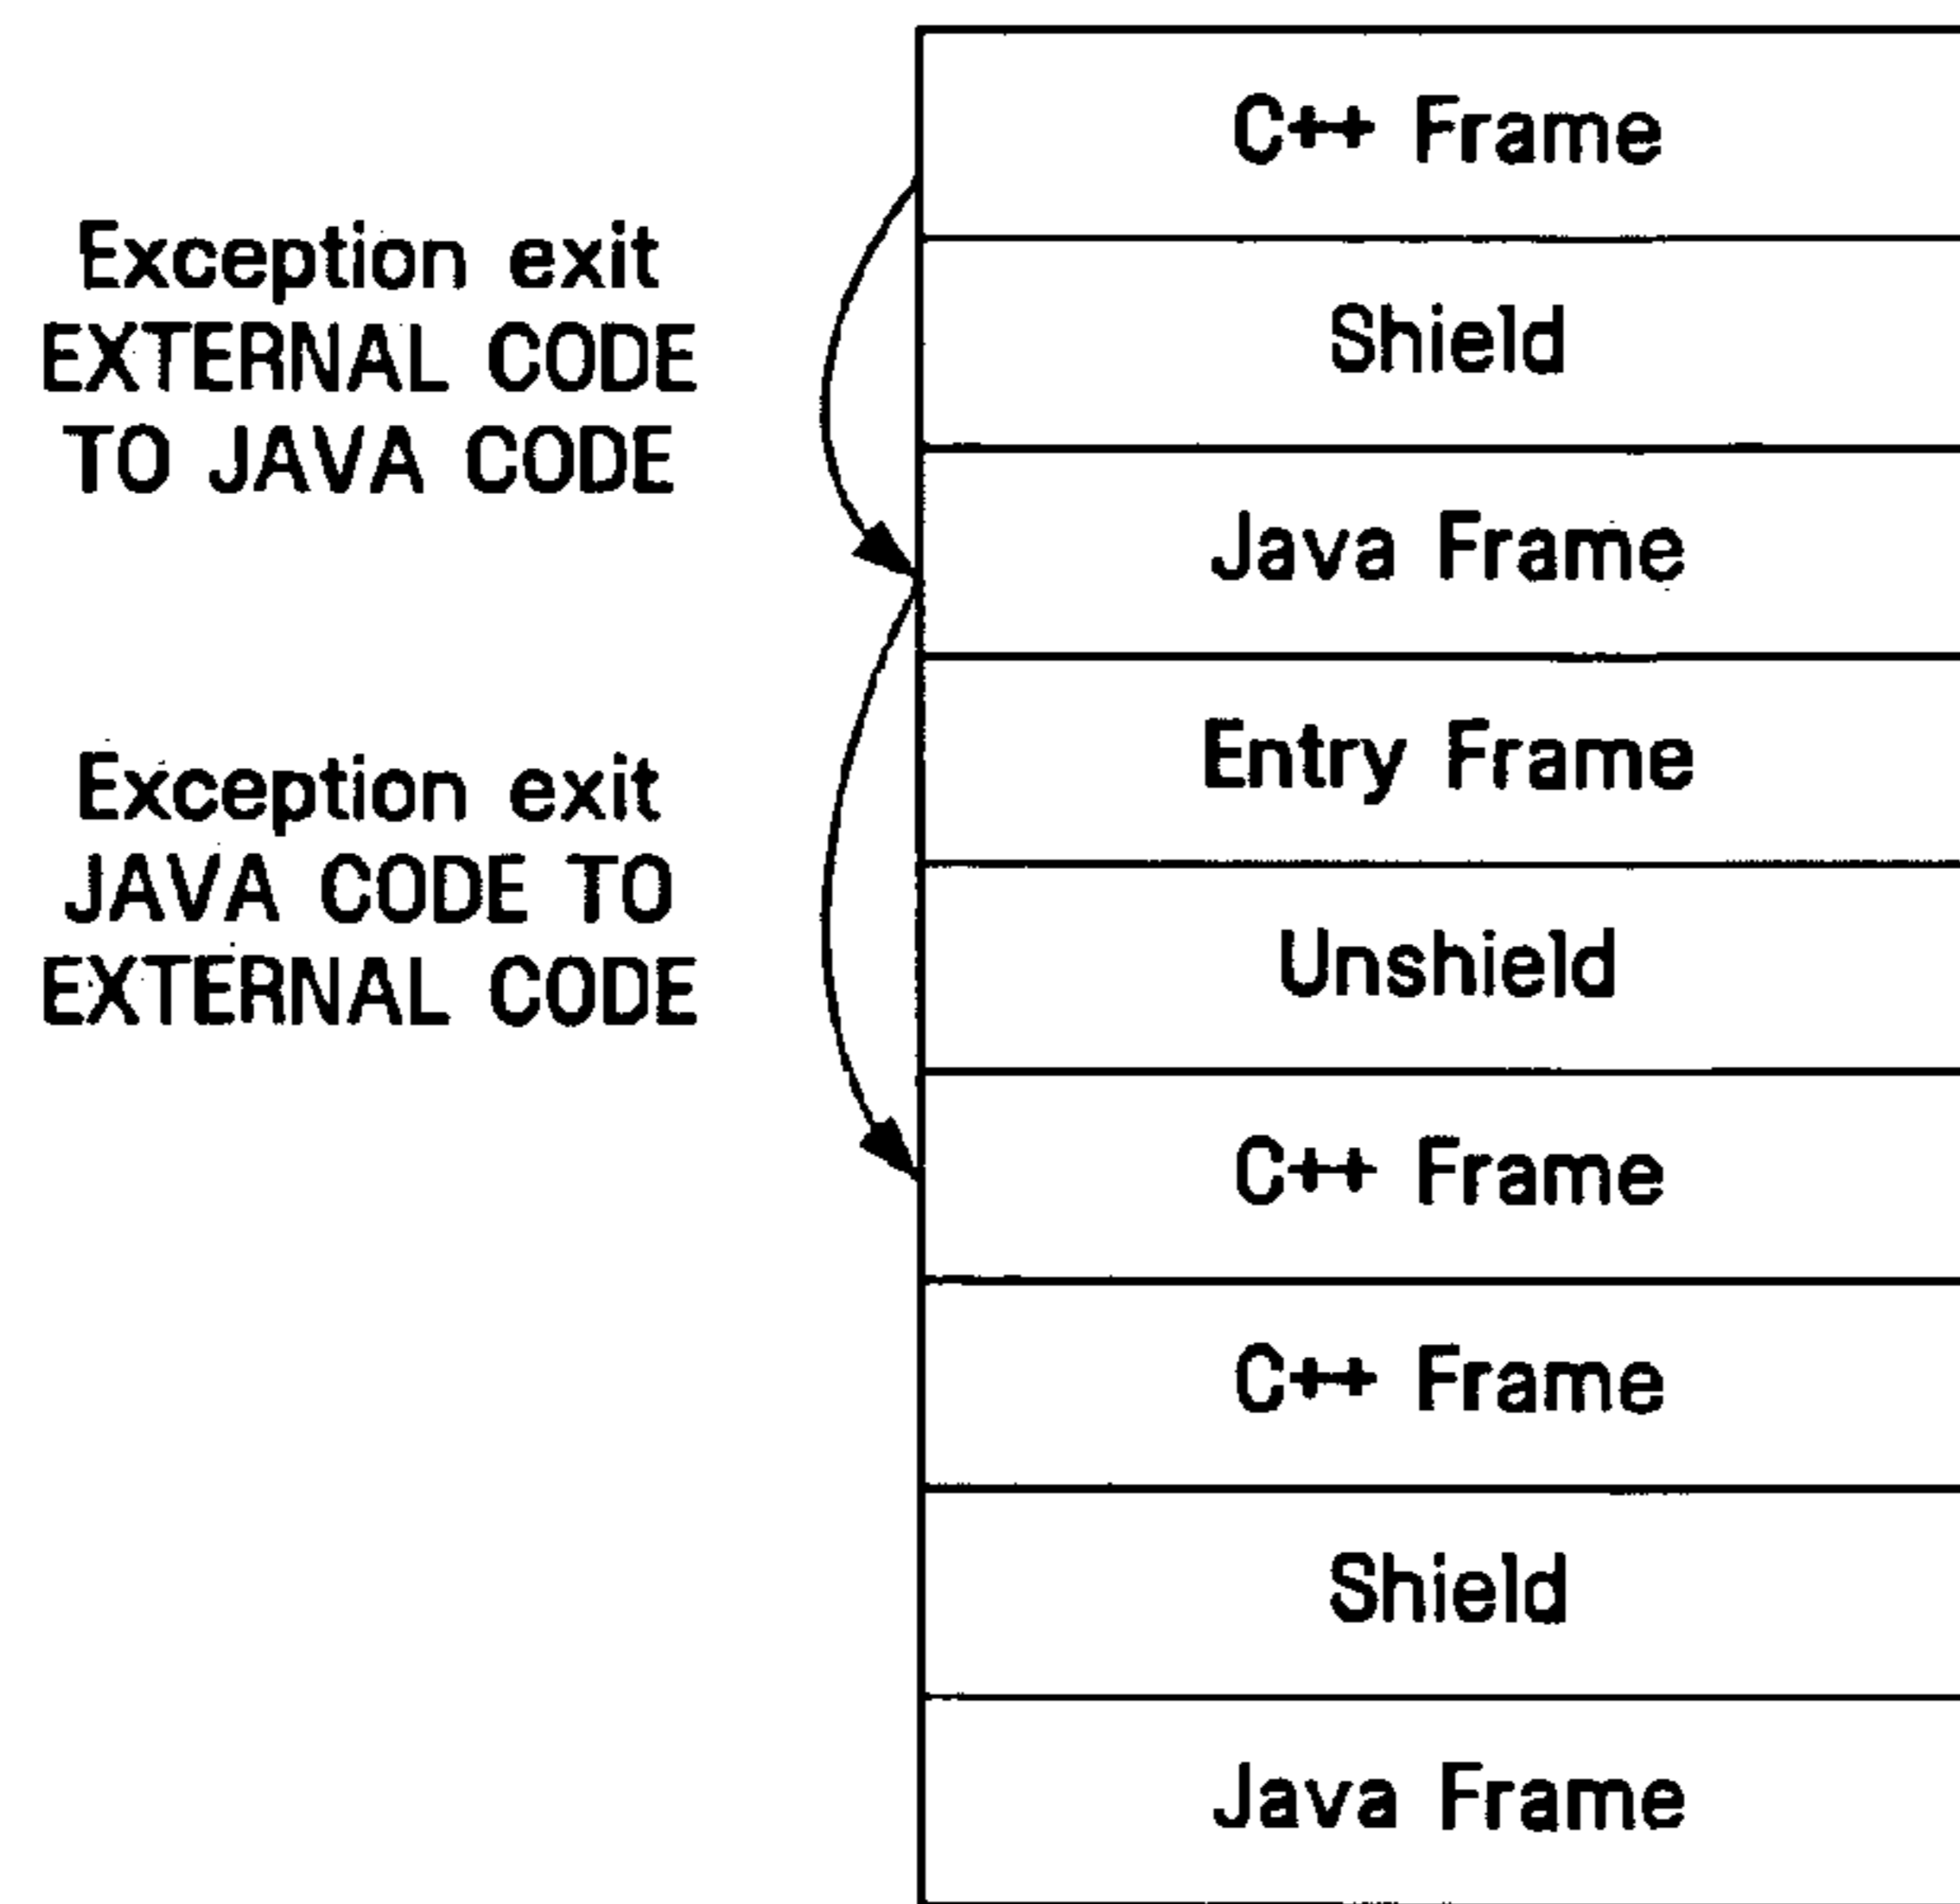 C++ Frame
Exception exit
EXTERNAL CODE
TO JAVA CODE
Shield
Java Frame
Entry Frame
Exception exit
JAVA CODE TO
EXTERNAL CODE
Unshield
C++ Frame
C++ Frame
Shield
Java Frame